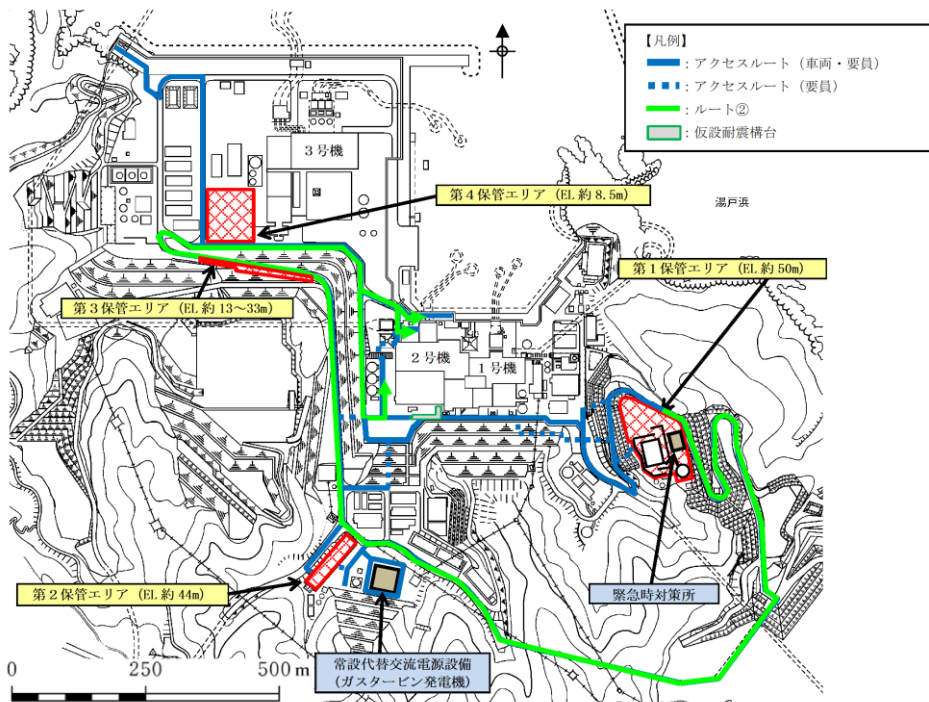 【凡例】
：アクセスルート（車両・要員）
：アクセスルート（要員）
：ルート②
：仮設耐震構台
３号機
第４保管エリア（EL 約 8.5m）
湯戸浜
第１保管エリア（EL 約 50m）
第３保管エリア（EL 約 13～33m）
２号機
１号機
第２保管エリア（EL 約 44m）
緊急時対策所
常設代替交流電源設備
（ガスタービン発電機）
0 250 500 m